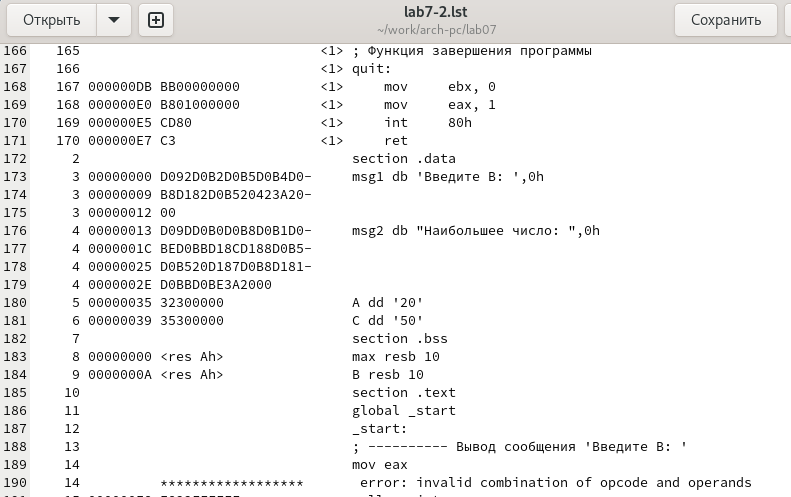 Открыть
lab7-2.lst
~/work/arch-pc/lab07
Сохранить
166 165 <1> ; Функция завершения программы
167 166 <1> quit:
168 167 000000DB BB00000000 <1> mov ebx, 0
169 168 000000E0 B801000000 <1> mov eax, 1
170 169 000000E5 CD80 <1> int 80h
171 170 000000E7 C3 <1> ret
172 2 section .data
173 3 00000000 D092D0B2D0B5D0B4D0- msg1 db 'Введите B: ',0h
174 3 00000009 B8D182D0B520423A20-
175 3 00000012 00
176 4 00000013 D09DD0B0D0B8D0B1D0- msg2 db "Наибольшее число: ",0h
177 4 0000001C BED0BBD18CD188D0B5-
178 4 00000025 D0B520D187D0B8D181-
179 4 0000002E D0BBD0BE3A2000
180 5 00000035 32300000 A dd '20'
181 6 00000039 35300000 C dd '50'
182 7 section .bss
183 8 00000000 <res Ah> max resb 10
184 9 0000000A <res Ah> B resb 10
185 10 section .text
186 11 global _start
187 12 _start:
188 13 ; ---------- Вывод сообщения 'Введите B: '
189 14 mov eax
190 14 ****************** error: invalid combination of opcode and operands